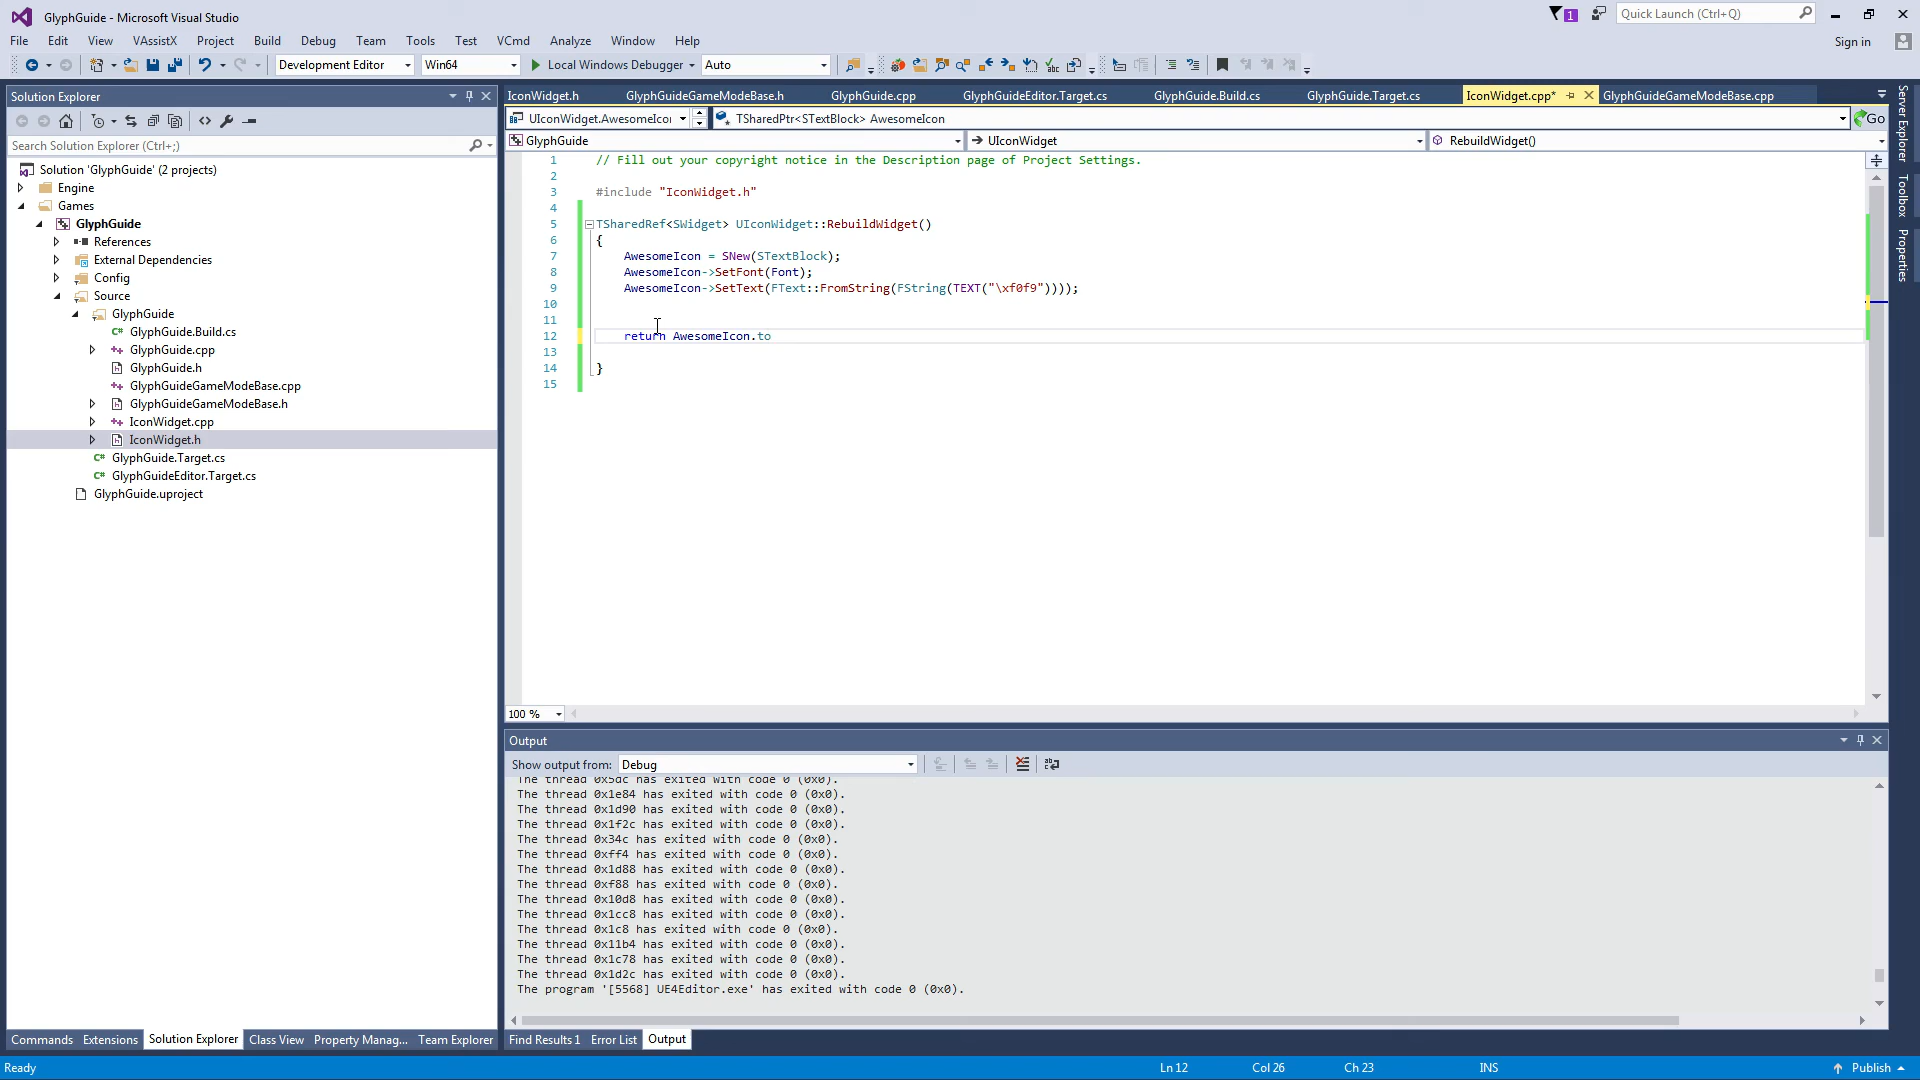 GlyphGuide - Microsoft Visual Studio
1
Quick Launch (Ctrl+Q)
File Edit View VAssistX Project Build Debug Team Tools Test VCmd Analyze Window Help
Sign in
Development Editor Win64 Local Windows Debugger Auto
Solution Explorer
IconWidget.h GlyphGuideGameModeBase.h GlyphGuide.cpp GlyphGuideEditor.Target.cs GlyphGuide.Build.cs GlyphGuide.Target.cs IconWidget.cpp* GlyphGuideGameModeBase.cpp
UIconWidget.AwesomeIcon TSharedPtr<STextBlock> AwesomeIcon Go
GlyphGuide UIconWidget RebuildWidget()
Search Solution Explorer (Ctrl+;)
Solution 'GlyphGuide' (2 projects)
Engine
Games
GlyphGuide
References
External Dependencies
Config
Source
GlyphGuide
GlyphGuide.Build.cs
GlyphGuide.cpp
GlyphGuide.h
GlyphGuideGameModeBase.cpp
GlyphGuideGameModeBase.h
IconWidget.cpp
IconWidget.h
GlyphGuide.Target.cs
GlyphGuideEditor.Target.cs
GlyphGuide.uproject
1 // Fill out your copyright notice in the Description page of Project Settings.
2
3 #include "IconWidget.h"
4
5 TSharedRef<SWidget> UIconWidget::RebuildWidget()
6 {
7 AwesomeIcon = SNew(STextBlock);
8 AwesomeIcon->SetFont(Font);
9 AwesomeIcon->SetText(FText::FromString(FString(TEXT("\xf0f9"))));
10
11
12 return AwesomeIcon.to
13
14 }
15
Server Explorer
Toolbox
Properties
100 %
Output
Show output from: Debug
The thread 0x5dc has exited with code 0 (0x0).
The thread 0x1e84 has exited with code 0 (0x0).
The thread 0x1d90 has exited with code 0 (0x0).
The thread 0x1f2c has exited with code 0 (0x0).
The thread 0x34c has exited with code 0 (0x0).
The thread 0xff4 has exited with code 0 (0x0).
The thread 0x1d88 has exited with code 0 (0x0).
The thread 0xf88 has exited with code 0 (0x0).
The thread 0x10d8 has exited with code 0 (0x0).
The thread 0x1cc8 has exited with code 0 (0x0).
The thread 0x1c8 has exited with code 0 (0x0).
The thread 0x11b4 has exited with code 0 (0x0).
The thread 0x1c78 has exited with code 0 (0x0).
The thread 0x1d2c has exited with code 0 (0x0).
The program '[5568] UE4Editor.exe' has exited with code 0 (0x0).
Commands Extensions Solution Explorer Class View Property Manag... Team Explorer Find Results 1 Error List Output
Ready Ln 12 Col 26 Ch 23 INS Publish